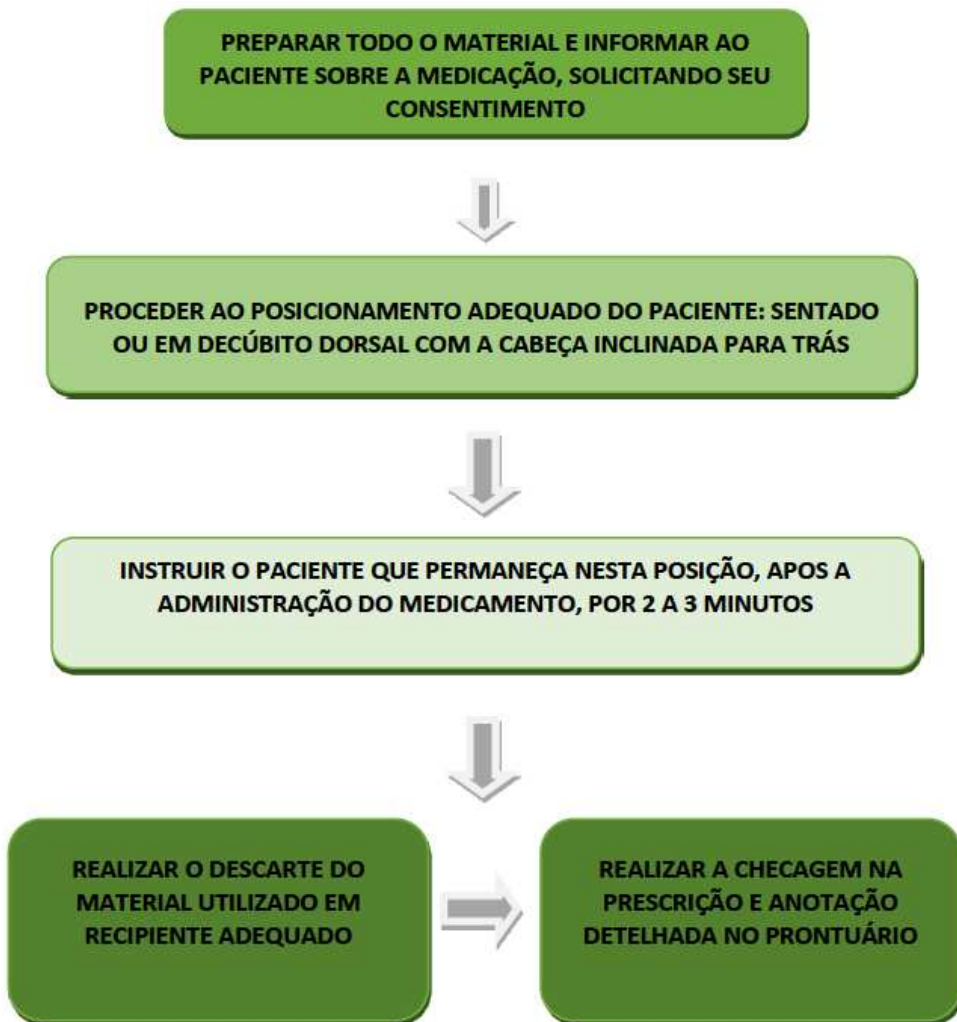 PREPARAR TODO O MATERIAL E INFORMAR AO
PACIENTE SOBRE A MEDICAÇÃO, SOLICITANDO SEU
CONSENTIMENTO
PROCEDER AO POSICIONAMENTO ADEQUADO DO PACIENTE: SENTADO
OU EM DECÚBITO DORSAL COM A CABEÇA INCLINADA PARA TRÁS
INSTRUIR O PACIENTE QUE PERMANEÇA NESTA POSIÇÃO, APOS A
ADMINISTRAÇÃO DO MEDICAMENTO, POR 2 A 3 MINUTOS
REALIZAR O DESCARTE DO
MATERIAL UTILIZADO EM
RECIPIENTE ADEQUADO
REALIZAR A CHECAGEM NA
PRESCRIÇÃO E ANOTAÇÃO
DETELHADA NO PRONTUÁRIO